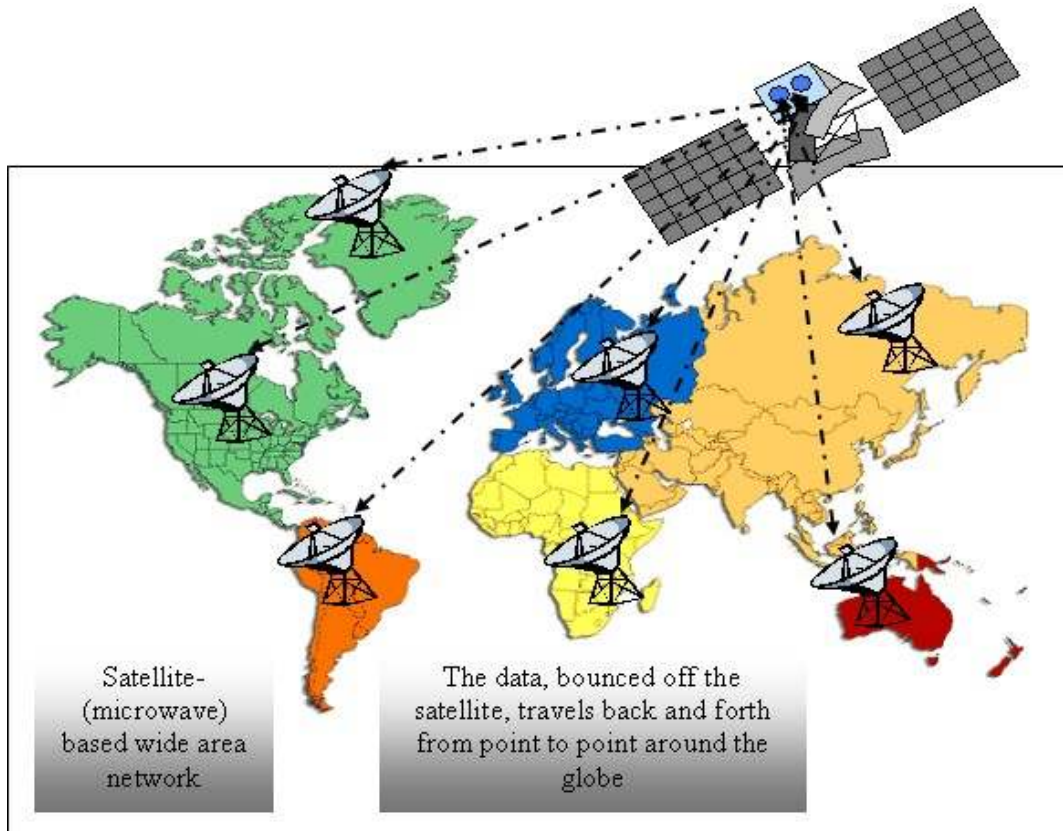 Satellite-
(microwave)
based wide area
network
The data, bounced off the
satellite, travels back and forth
from point to point around the
globe